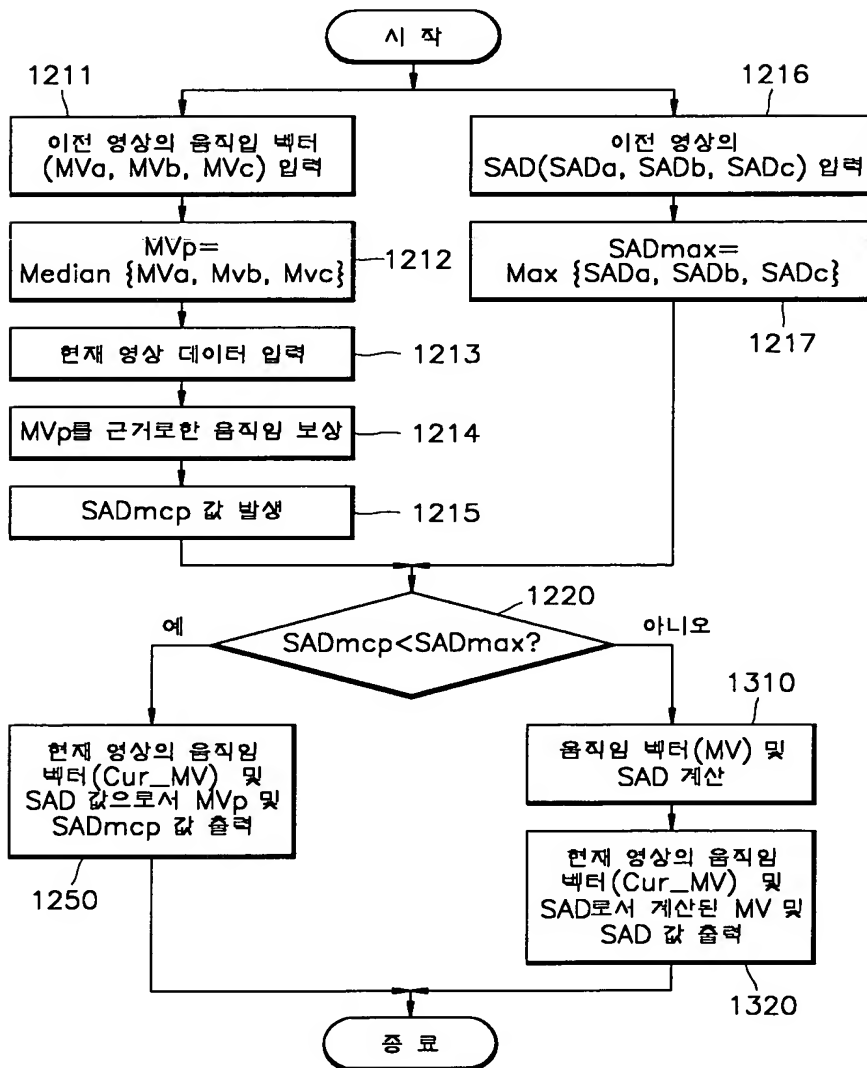 시 작
1211
이전 영상의 움직임 벡터
(MVa, MVb, MVc) 입력
1216
이전 영상의
SAD(SADa, SADb, SADc) 입력
MVp=
Median {MVa, Mvb, Mvc}
1212
SADmax=
Max {SADa, SADb, SADc}
1217
현재 영상 데이터 입력
1213
MVp를 근거로한 움직임 보상
1214
SADmcp 값 발생
1215
1220
SADmcp<SADmax?
예
아니오
현재 영상의 움직임
벡터(Cur_MV) 및
SAD 값으로서 MVp 및
SADmcp 값 출력
1250
1310
움직임 벡터(MV) 및
SAD 계산
현재 영상의 움직임
벡터(Cur_MV) 및
SAD로서 계산된 MV 및
SAD 값 출력
1320
종 료